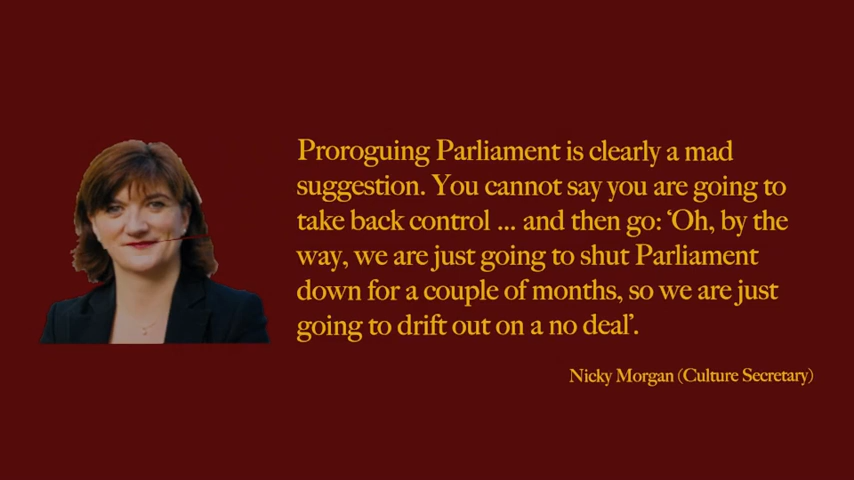 Proroguing Parliament is clearly a mad
suggestion. You cannot say you are going to
take back control ... and then go: ‘Oh, by the
way, we are just going to shut Parliament
down for a couple of months, so we are just
going to drift out on a no deal’.
Nicky Morgan (Culture Secretary)